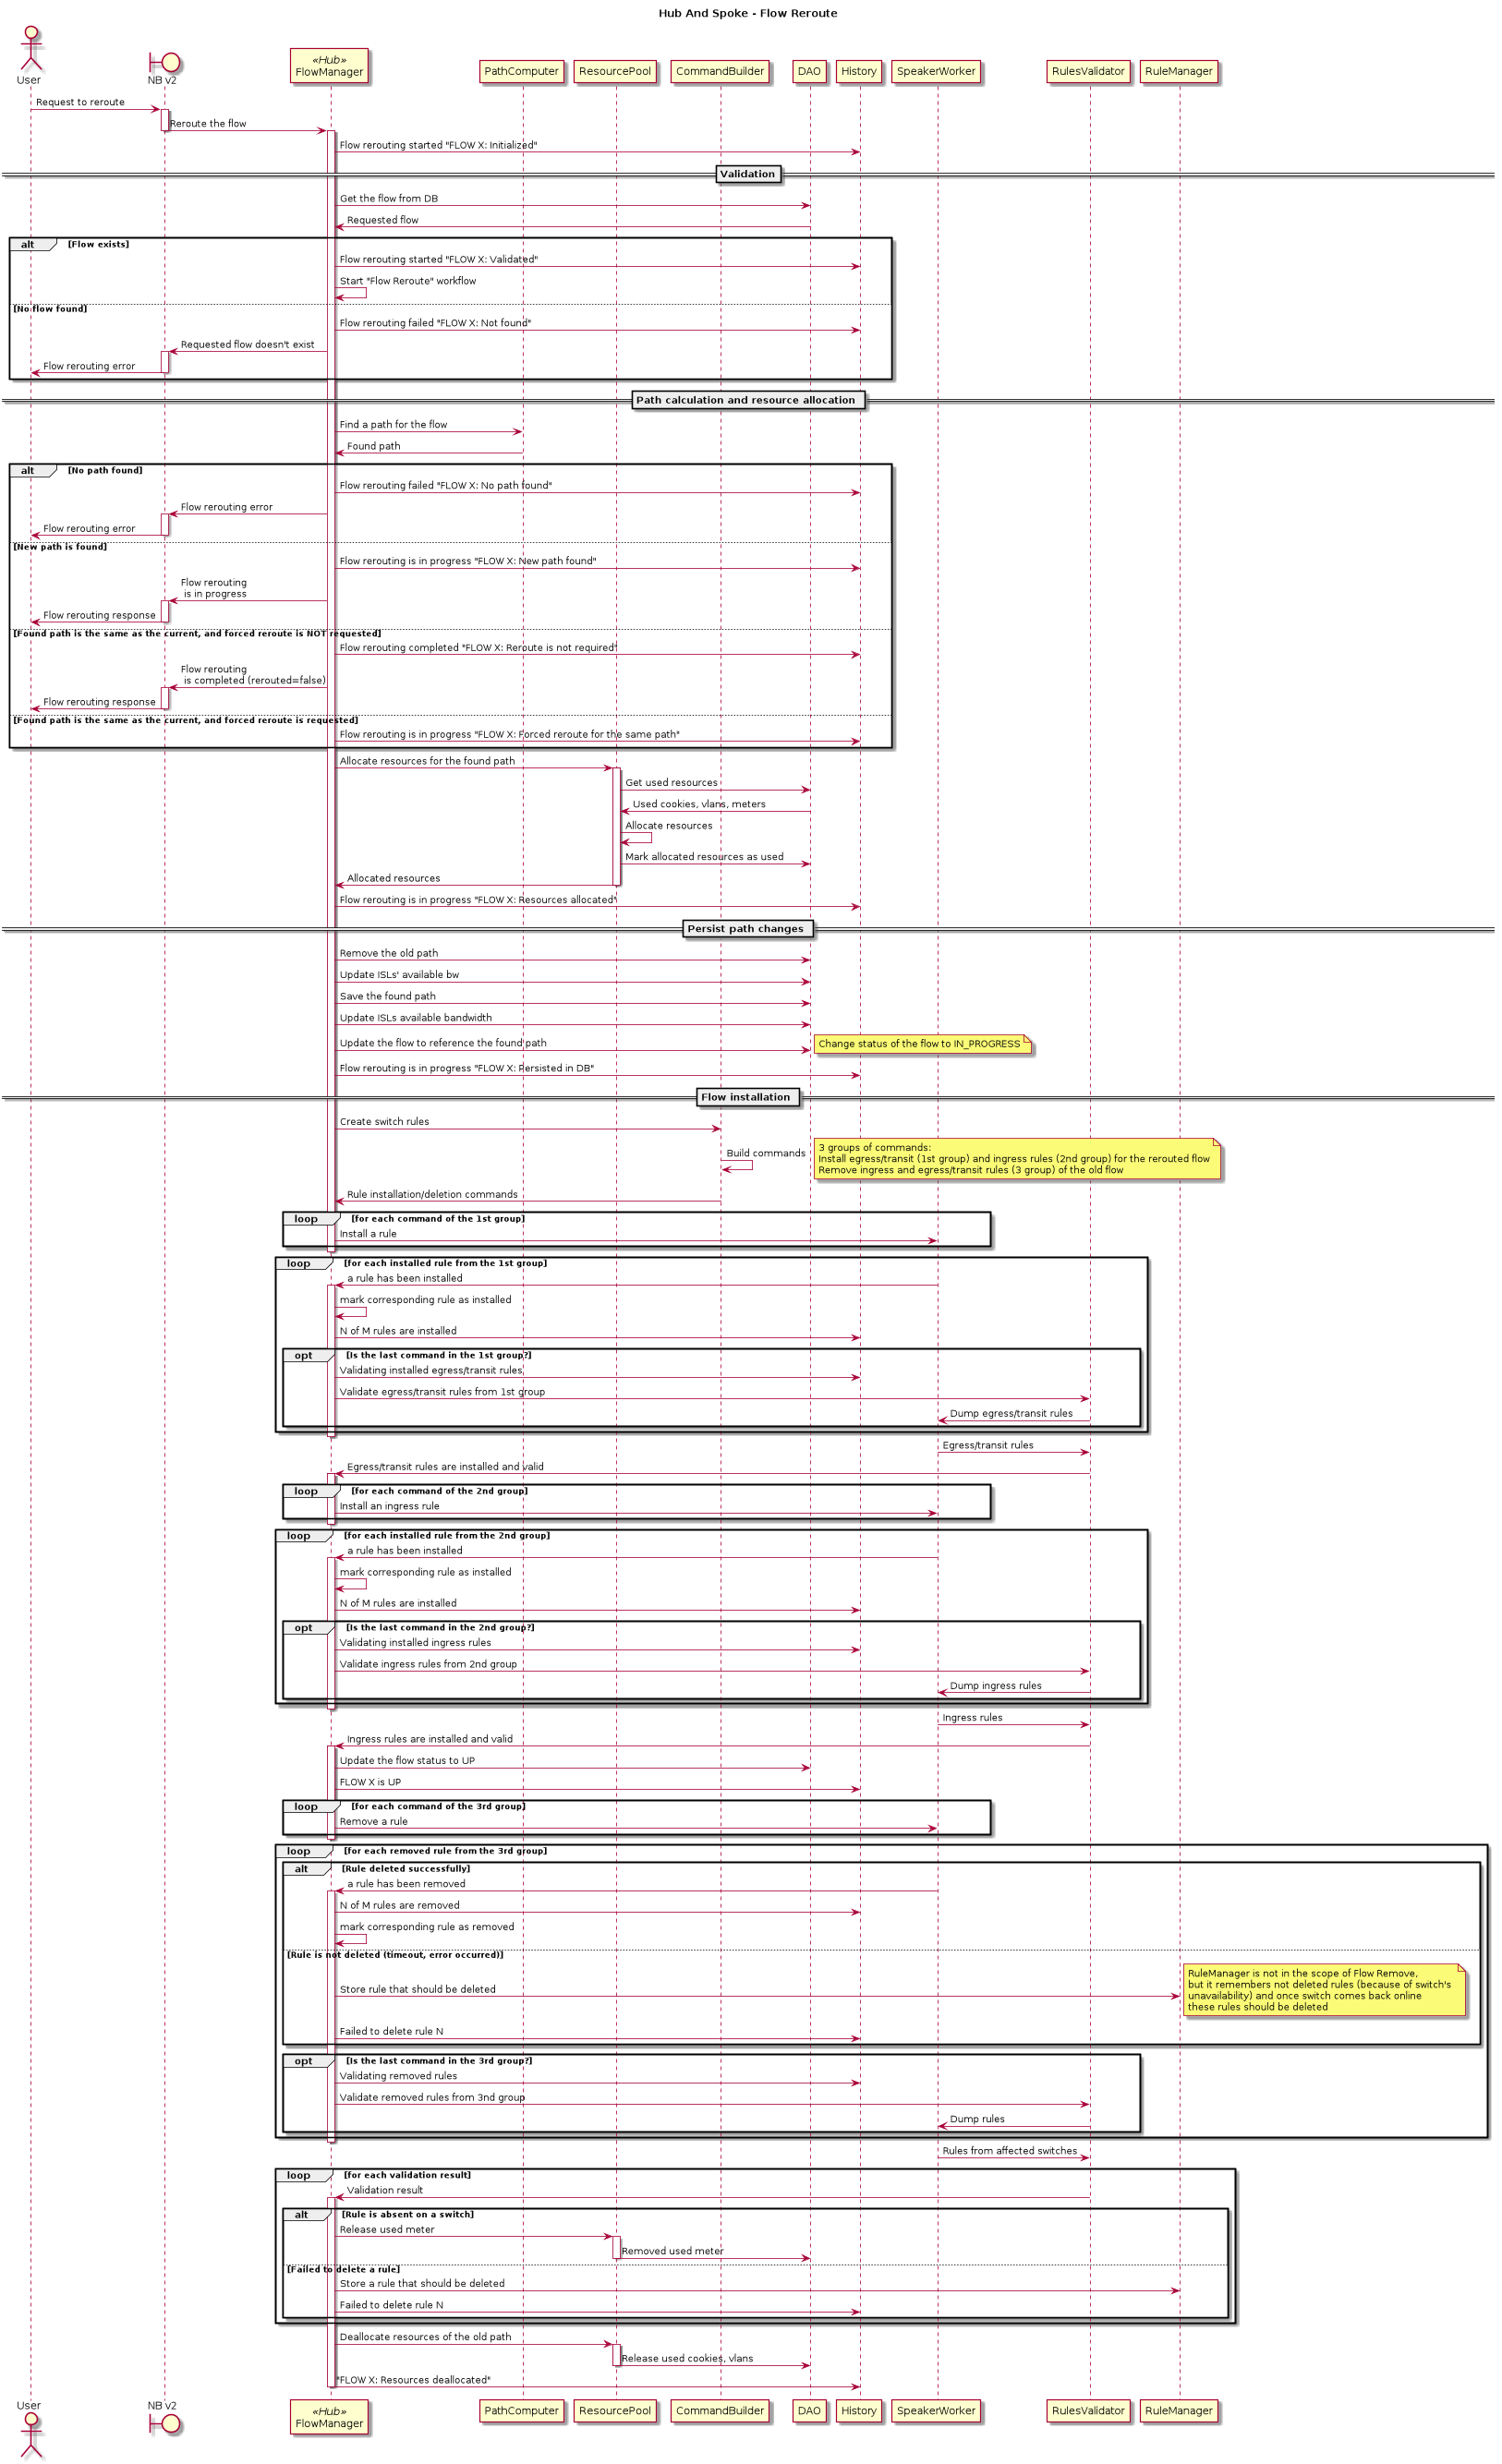 Hub And Spoke - Flow Reroute
User
NB v2
«Hub»
FlowManager
PathComputer
ResourcePool
CommandBuilder
DAO
History
SpeakerWorker
RulesValidator
RuleManager
Request to reroute
Reroute the flow
Flow rerouting started "FLOW X: Initialized"
Validation
Get the flow from DB
Requested flow
alt [Flow exists]
Flow rerouting started "FLOW X: Validated"
Start "Flow Reroute" workflow
[No flow found]
Flow rerouting failed "FLOW X: Not found"
Requested flow doesn't exist
Flow rerouting error
Path calculation and resource allocation
Find a path for the flow
Found path
alt [No path found]
Flow rerouting failed "FLOW X: No path found"
Flow rerouting error
Flow rerouting error
[New path is found]
Flow rerouting is in progress "FLOW X: New path found"
Flow rerouting
is in progress
Flow rerouting response
[Found path is the same as the current, and forced reroute is NOT requested]
Flow rerouting completed "FLOW X: Reroute is not required"
Flow rerouting
is completed (rerouted=false)
Flow rerouting response
[Found path is the same as the current, and forced reroute is requested]
Flow rerouting is in progress "FLOW X: Forced reroute for the same path"
Allocate resources for the found path
Get used resources
Used cookies, vlans, meters
Allocate resources
Mark allocated resources as used
Allocated resources
Flow rerouting is in progress "FLOW X: Resources allocated"
Persist path changes
Remove the old path
Update ISLs' available bw
Save the found path
Update ISLs available bandwidth
Update the flow to reference the found path
Change status of the flow to IN_PROGRESS
Flow rerouting is in progress "FLOW X: Persisted in DB"
Flow installation
Create switch rules
Build commands
3 groups of commands:
Install egress/transit (1st group) and ingress rules (2nd group) for the rerouted flow
Remove ingress and egress/transit rules (3 group) of the old flow
Rule installation/deletion commands
loop [for each command of the 1st group]
Install a rule
loop [for each installed rule from the 1st group]
a rule has been installed
mark corresponding rule as installed
N of M rules are installed
opt [Is the last command in the 1st group?]
Validating installed egress/transit rules
Validate egress/transit rules from 1st group
Dump egress/transit rules
Egress/transit rules
Egress/transit rules are installed and valid
loop [for each command of the 2nd group]
Install an ingress rule
loop [for each installed rule from the 2nd group]
a rule has been installed
mark corresponding rule as installed
N of M rules are installed
opt [Is the last command in the 2nd group?]
Validating installed ingress rules
Validate ingress rules from 2nd group
Dump ingress rules
Ingress rules
Ingress rules are installed and valid
Update the flow status to UP
FLOW X is UP
loop [for each command of the 3rd group]
Remove a rule
loop [for each removed rule from the 3rd group]
alt [Rule deleted successfully]
a rule has been removed
N of M rules are removed
mark corresponding rule as removed
[Rule is not deleted (timeout, error occurred)]
RuleManager is not in the scope of Flow Remove,
but it remembers not deleted rules (because of switch's
unavailability) and once switch comes back online
these rules should be deleted
Store rule that should be deleted
Failed to delete rule N
opt [Is the last command in the 3rd group?]
Validating removed rules
Validate removed rules from 3nd group
Dump rules
Rules from affected switches
loop [for each validation result]
Validation result
alt [Rule is absent on a switch]
Release used meter
Removed used meter
[Failed to delete a rule]
Store a rule that should be deleted
Failed to delete rule N
Deallocate resources of the old path
Release used cookies, vlans
"FLOW X: Resources deallocated"
User
NB v2
«Hub»
FlowManager
PathComputer
ResourcePool
CommandBuilder
DAO
History
SpeakerWorker
RulesValidator
RuleManager